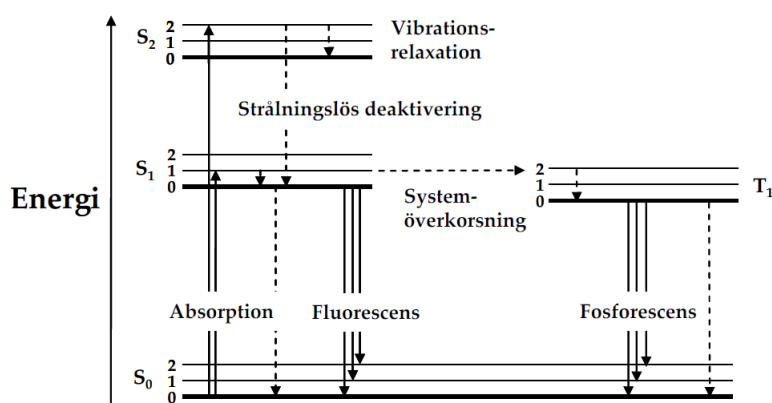 2
S2 1
0
Vibrations-
relaxation
Strålningslös deaktivering
2
S1 1
0
2
1
0
T1
Energi
System-
överkorsning
Absorption
Fluorescens
Fosforescens
2
S0 1
0